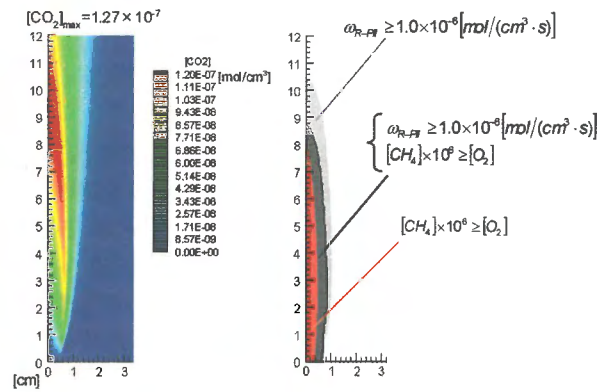 [CO₂]max = 1.27 × 10⁻⁷
12
11
10
9
8
7
6
5
4
3
2
1
0
[cm]
0 1 2 3
[CO2]
[mol/cm³]
1.20E-07
1.11E-07
1.03E-07
9.43E-08
8.57E-08
7.71E-08
6.86E-08
6.00E-08
5.14E-08
4.29E-08
3.43E-08
2.57E-08
1.71E-08
8.57E-09
0.00E+00
12
11
10
9
8
7
6
5
4
3
2
1
0
0 1 2 3
≥ 1.0×10⁻⁶[mol/(cm³·s)]
≥ 1.0×10⁻⁶[mol/(cm³·s)]
[CH₄]×10⁶ ≥ [O₂]
[CH₄]×10⁶ ≥ [O₂]